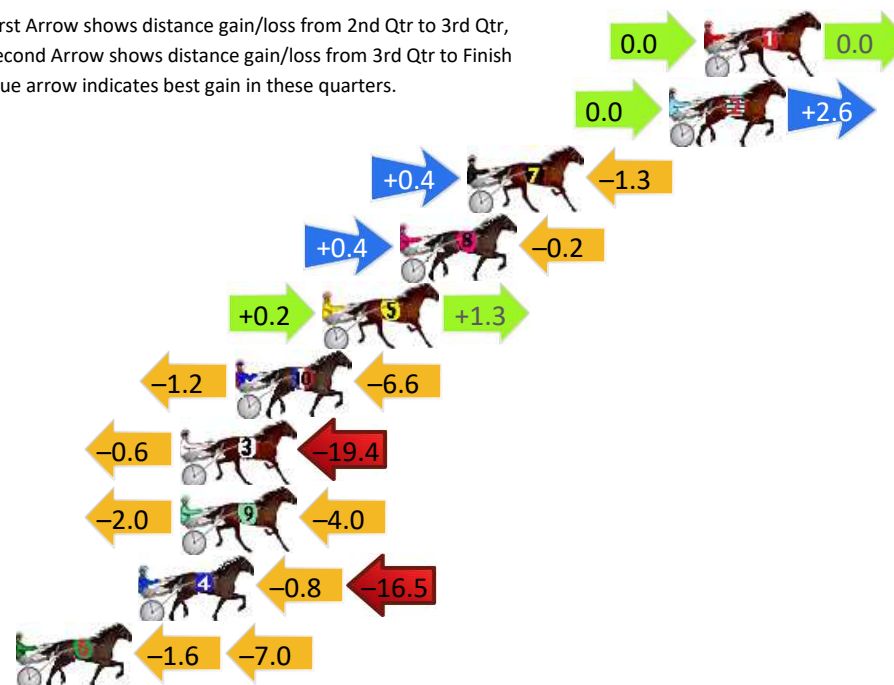 rst Arrow shows distance gain/loss from 2nd Qtr to 3rd Qtr,
econd Arrow shows distance gain/loss from 3rd Qtr to Finish
ue arrow indicates best gain in these quarters.
0.0 1 0.0
0.0 2 +2.6
+0.4 7 –1.3
+0.4 8 –0.2
+0.2 5 +1.3
–1.2 10 –6.6
–0.6 3 –19.4
–2.0 9 –4.0
4 –0.8 –16.5
6 –1.6 –7.0